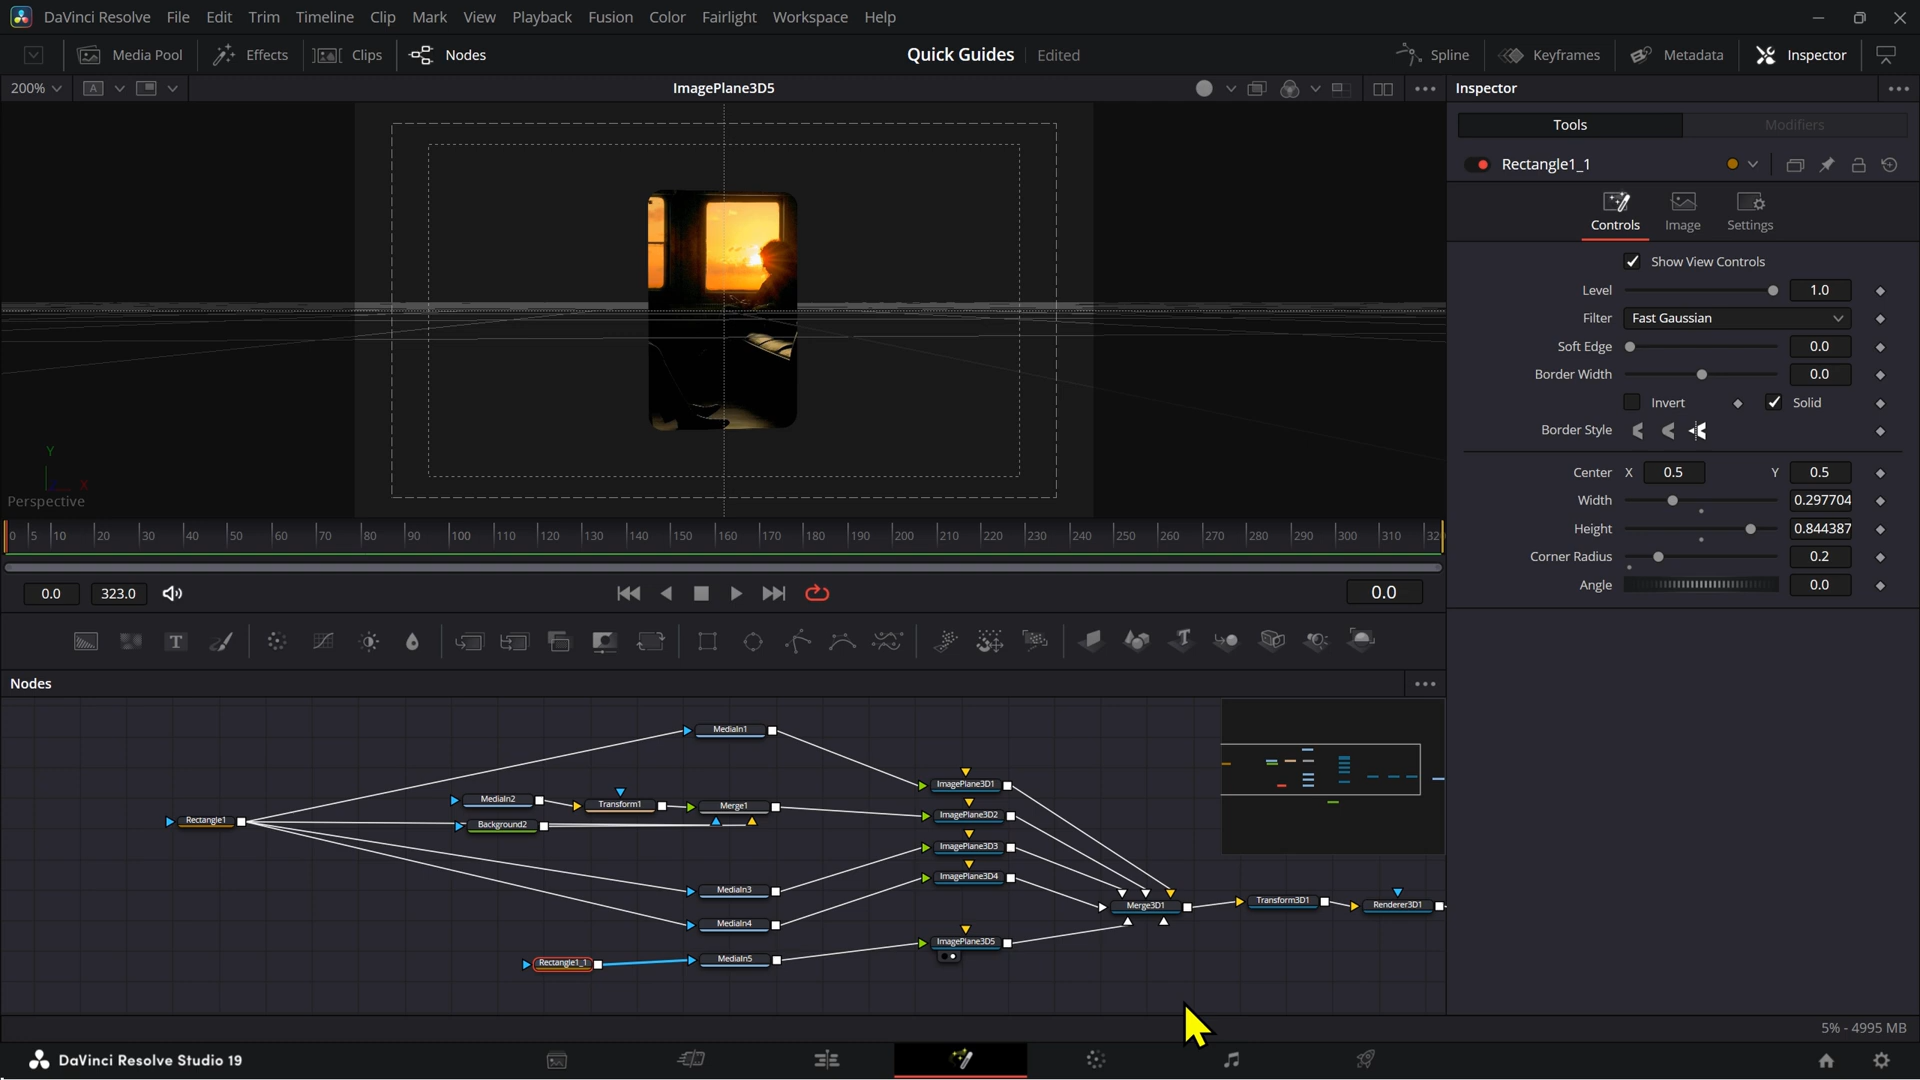 DaVinci Resolve File Edit Trim Timeline Clip Mark View Playback Fusion Color Fairlight Workspace Help
Media Pool Effects Clips Nodes Quick Guides Edited Spline Keyframes Metadata Inspector
200% A ImagePlane3D5 Inspector
Tools Modifiers
Rectangle1_1
Controls Image Settings
Show View Controls
Level 1.0
Filter Fast Gaussian
Soft Edge 0.0
Border Width 0.0
Invert Solid
Border Style
Center X 0.5 Y 0.5
Width 0.297704
Height 0.844387
Corner Radius 0.2
Angle 0.0
Y
X
Perspective
0 5 10 20 30 40 50 60 70 80 90 100 110 120 130 140 150 160 170 180 190 200 210 220 230 240 250 260 270 280 290 300 310 320
0.0 323.0 0.0
T
Nodes
MediaIn1
ImagePlane3D1
MediaIn2 Transform1 Merge1
ImagePlane3D2
Rectangle1 Background2
ImagePlane3D3
ImagePlane3D4
MediaIn3
Merge3D1 Transform3D1 Renderer3D1
MediaIn4
ImagePlane3D5
Rectangle1_1 MediaIn5
5% - 4995 MB
DaVinci Resolve Studio 19